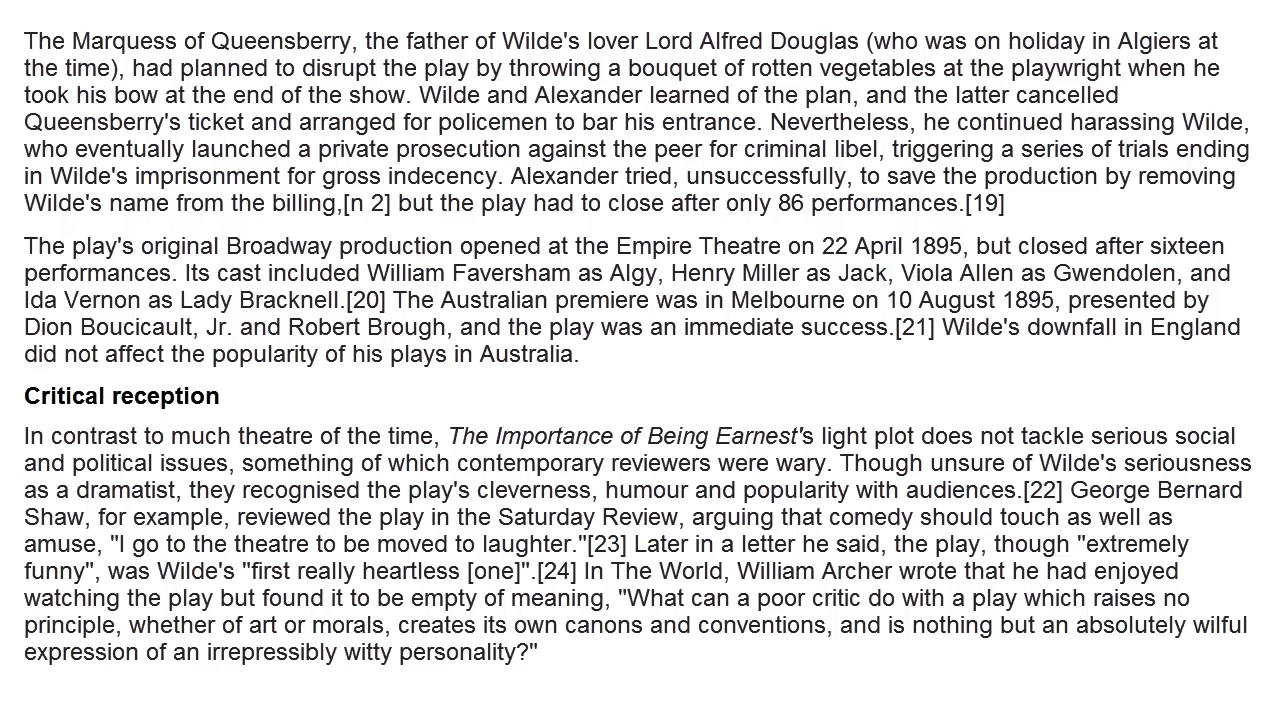 The Marquess of Queensberry, the father of Wilde's lover Lord Alfred Douglas (who was on holiday in Algiers at
the time), had planned to disrupt the play by throwing a bouquet of rotten vegetables at the playwright when he
took his bow at the end of the show. Wilde and Alexander learned of the plan, and the latter cancelled
Queensberry's ticket and arranged for policemen to bar his entrance. Nevertheless, he continued harassing Wilde,
who eventually launched a private prosecution against the peer for criminal libel, triggering a series of trials ending
in Wilde's imprisonment for gross indecency. Alexander tried, unsuccessfully, to save the production by removing
Wilde's name from the billing,[n 2] but the play had to close after only 86 performances.[19]
The play's original Broadway production opened at the Empire Theatre on 22 April 1895, but closed after sixteen
performances. Its cast included William Faversham as Algy, Henry Miller as Jack, Viola Allen as Gwendolen, and
Ida Vernon as Lady Bracknell.[20] The Australian premiere was in Melbourne on 10 August 1895, presented by
Dion Boucicault, Jr. and Robert Brough, and the play was an immediate success.[21] Wilde's downfall in England
did not affect the popularity of his plays in Australia.
Critical reception
In contrast to much theatre of the time, The Importance of Being Earnest's light plot does not tackle serious social
and political issues, something of which contemporary reviewers were wary. Though unsure of Wilde's seriousness
as a dramatist, they recognised the play's cleverness, humour and popularity with audiences.[22] George Bernard
Shaw, for example, reviewed the play in the Saturday Review, arguing that comedy should touch as well as
amuse, "I go to the theatre to be moved to laughter."[23] Later in a letter he said, the play, though "extremely
funny", was Wilde's "first really heartless [one]".[24] In The World, William Archer wrote that he had enjoyed
watching the play but found it to be empty of meaning, "What can a poor critic do with a play which raises no
principle, whether of art or morals, creates its own canons and conventions, and is nothing but an absolutely wilful
expression of an irrepressibly witty personality?"